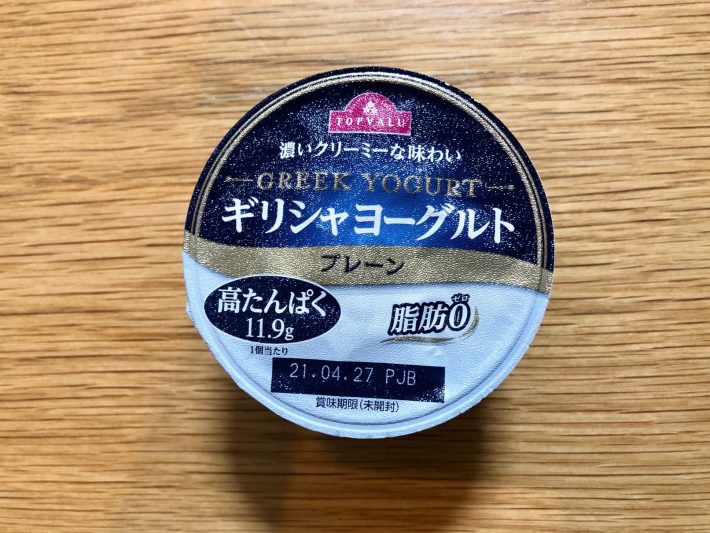 TOPVALU
濃いクリーミーな味わい
GREEK YOGURT
ギリシャヨーグルト
プレーン
高たんぱく
11.9g
1個当たり
ゼロ
脂肪0
21.04.27 PJB
賞味期限(未開封)